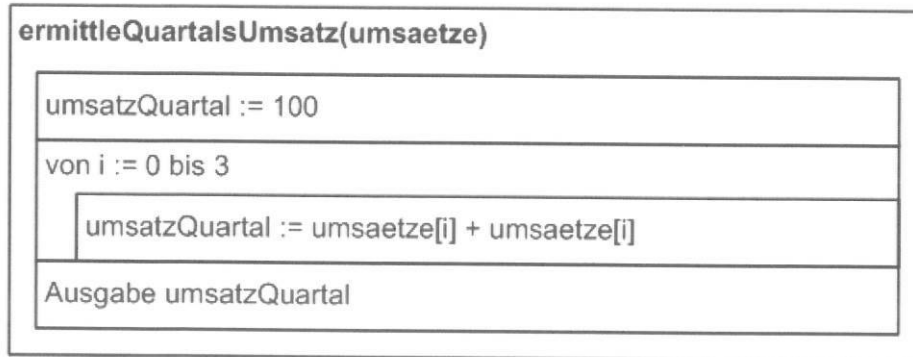 ermittleQuartalsUmsatz(umsaetze)
umsatzQuartal := 100
von i := 0 bis 3
umsatzQuartal := umsaetze[i] + umsaetze[i]
Ausgabe umsatzQuartal